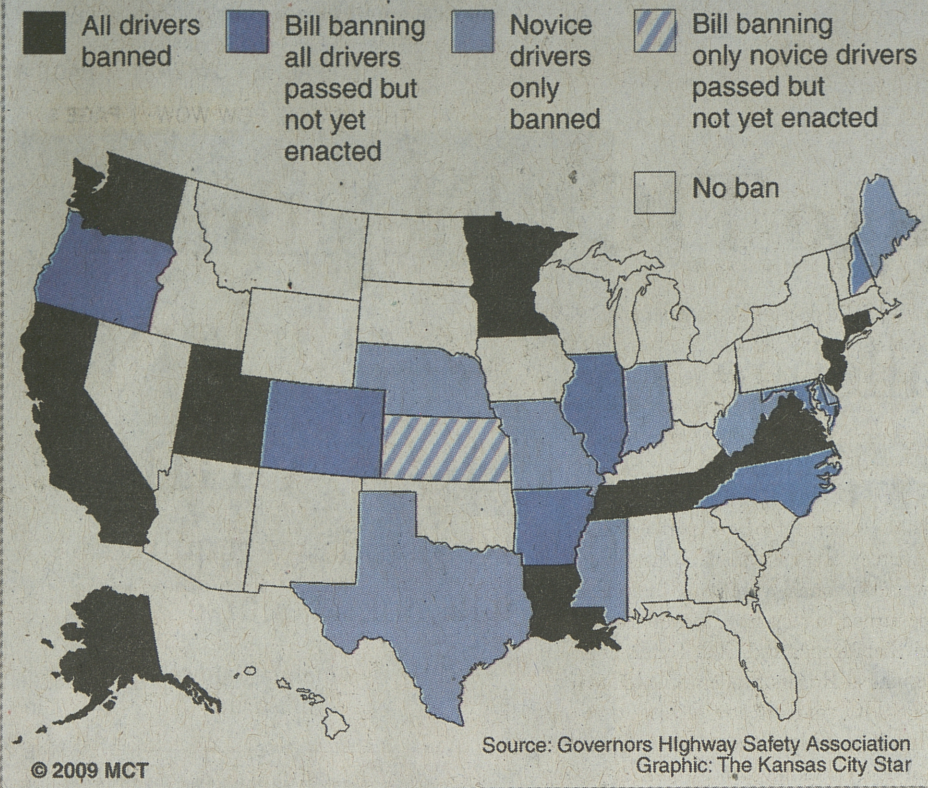 All drivers
banned
Bill banning
all drivers
passed but
not yet
enacted
Novice
drivers
only
banned
Bill banning
only novice drivers
passed but
not yet enacted
No ban
Source: Governors HIghway Safety Association
Graphic: The Kansas City Star
© 2009 MCT